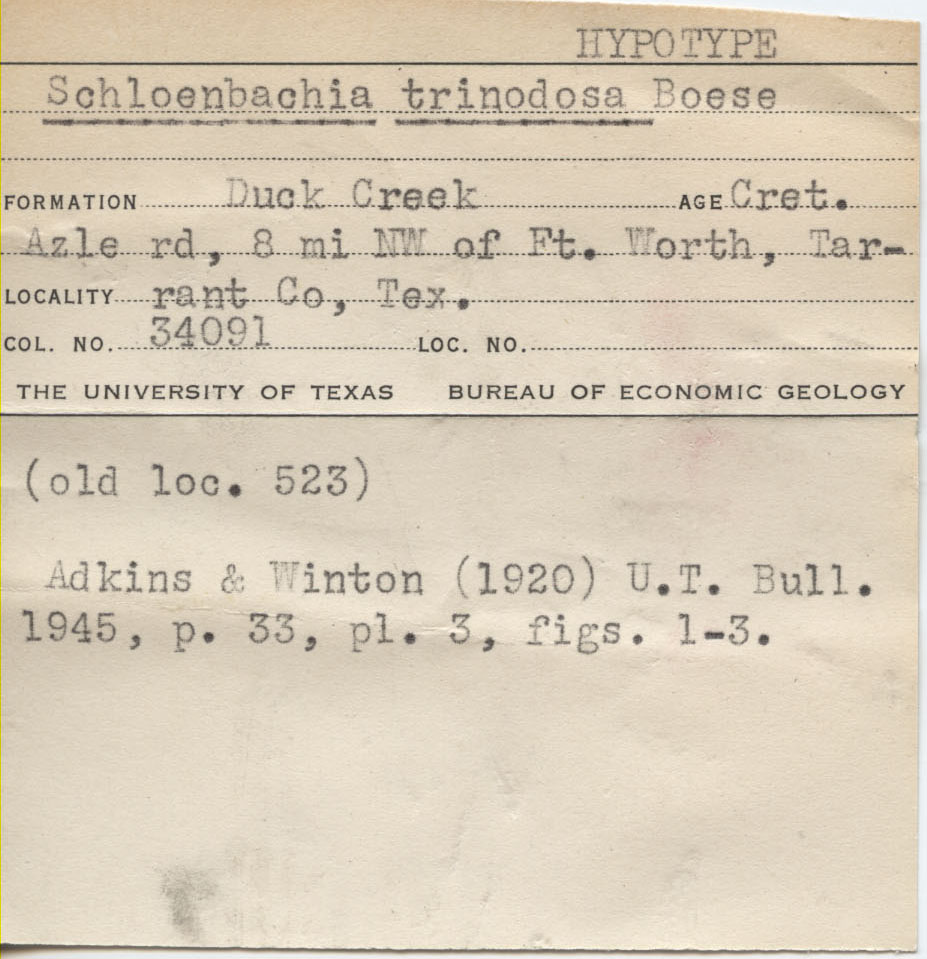 HYPOTYPE
Schloenbachia trinodosa Boese
FORMATION Duck Creek AGE Cret.
Azle rd, 8 mi NW of Ft. Worth, Tar-
LOCALITY rant Co, Tex.
COL. NO. 34091 LOC. NO.
THE UNIVERSITY OF TEXAS BUREAU OF ECONOMIC GEOLOGY
(old loc. 523)
Adkins & Winton (1920) U.T. Bull.
1945, p. 33, pl. 3, figs. 1-3.